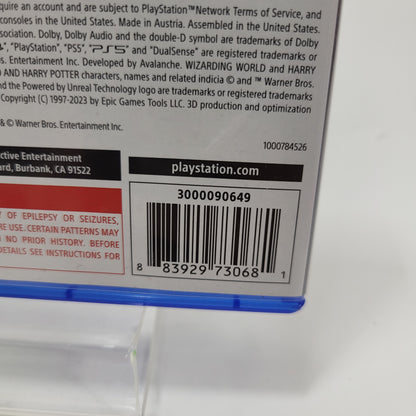 quire an account and are subject to PlayStation™Network Terms of Service, and
consoles in the United States. Made in Austria. Assembled in the United States.
sociation. Dolby, Dolby Audio and the double-D symbol are trademarks of Dolby
", "PlayStation", "PS5", "PS5" and "DualSense" are registered trademarks or
os. Entertainment Inc. Developed by Avalanche. WIZARDING WORLD and HARRY
D AND HARRY POTTER characters, names and related indicia © and ™ Warner Bros.
nd the Powered by Unreal Technology logo are trademarks or registered trademarks
Copyright (C) 1997-2023 by Epic Games Tools LLC. 3D production and optimization
& © Warner Bros. Entertainment Inc.
1000784526
active Entertainment
ard, Burbank, CA 91522
playstation.com
Y OF EPILEPSY OR SEIZURES,
RE USE. CERTAIN PATTERNS MAY
NO PRIOR HISTORY. BEFORE
DETAILS SEE INSTRUCTIONS FOR
3000090649
8 83929 73068 1